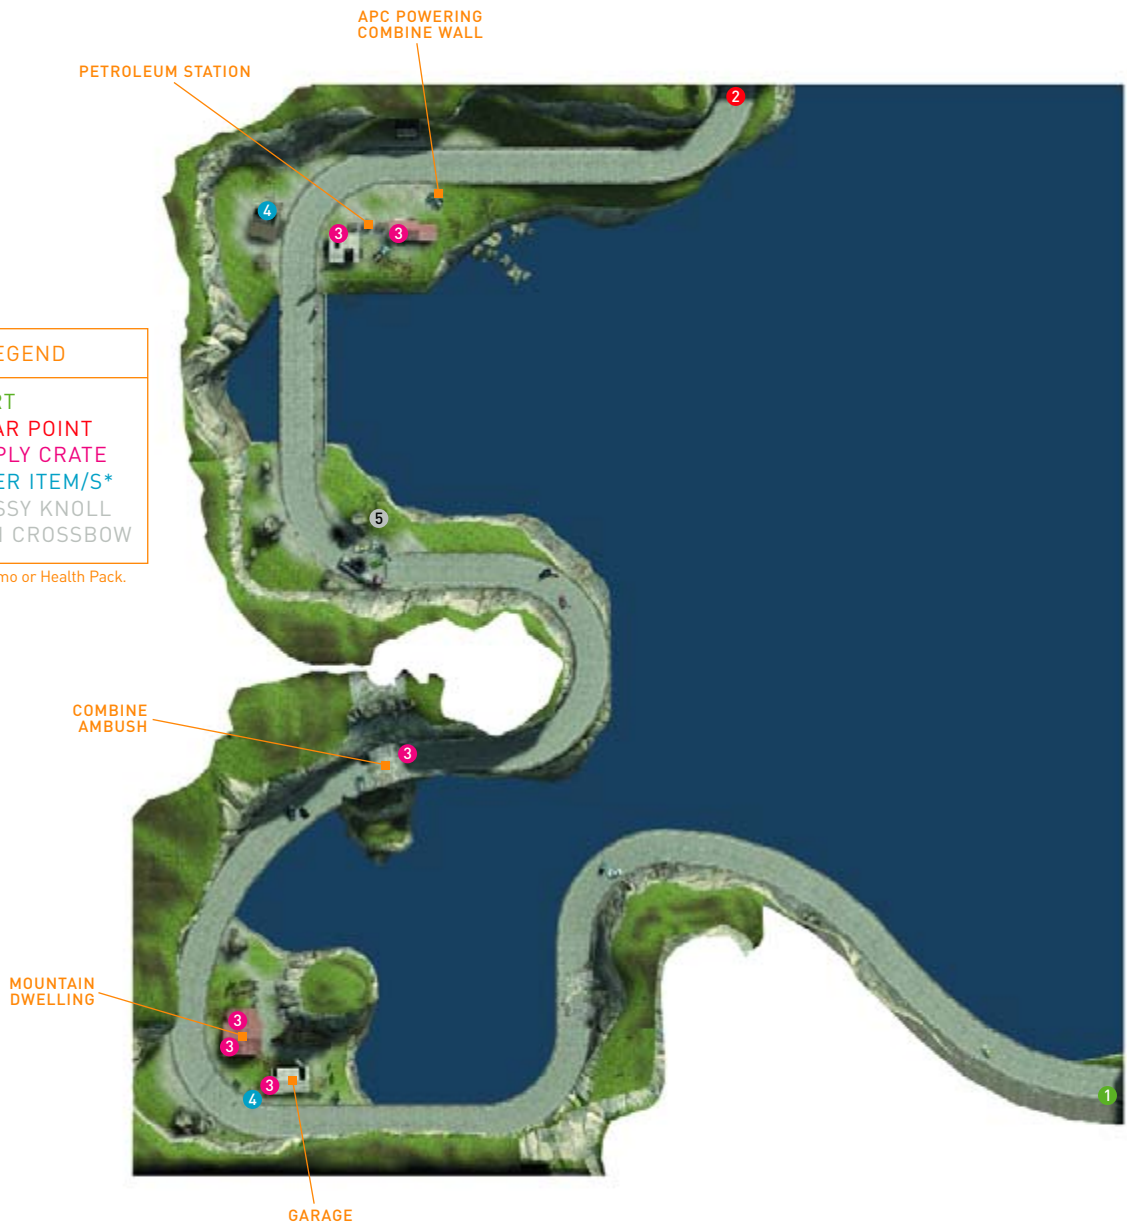 APC POWERING
COMBINE WALL
PETROLEUM STATION
2
4
3
3
EGEND
RT
AR POINT
PLY CRATE
ER ITEM/S*
SSY KNOLL
CROSSBOW
mo or Health Pack.
5
COMBINE
AMBUSH
3
MOUNTAIN
DWELLING
3
3
3
4
1
GARAGE